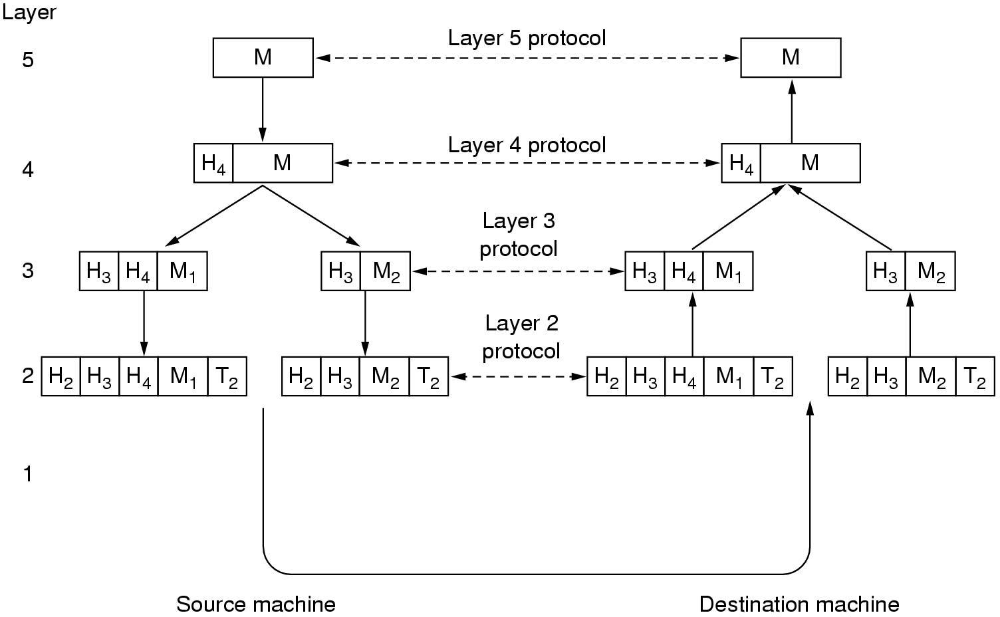 Layer
5 M Layer 5 protocol M
4 H4 M Layer 4 protocol H4 M
Layer 3
protocol
3 H3 H4 M1 H3 M2 H3 H4 M1 H3 M2
Layer 2
protocol
2 H2 H3 H4 M1 T2 H2 H3 M2 T2 H2 H3 H4 M1 T2 H2 H3 M2 T2
1
Source machine Destination machine